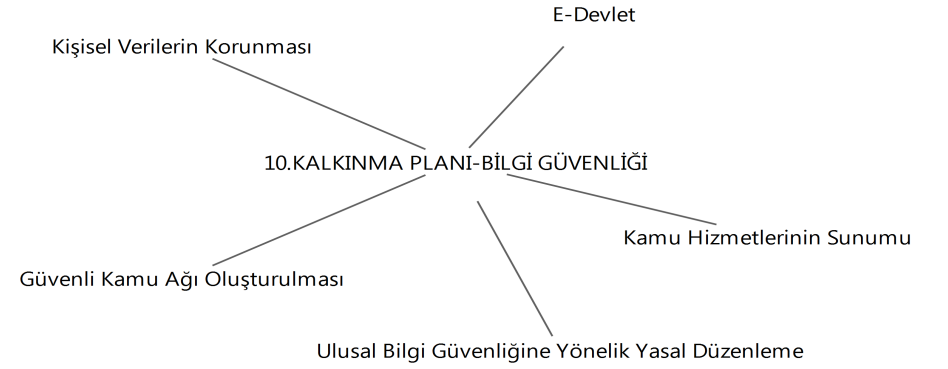 E-Devlet
Kişisel Verilerin Korunması
10.KALKINMA PLANI-BİLGİ GÜVENLİĞİ
Kamu Hizmetlerinin Sunumu
Güvenli Kamu Ağı Oluşturulması
Ulusal Bilgi Güvenliğine Yönelik Yasal Düzenleme